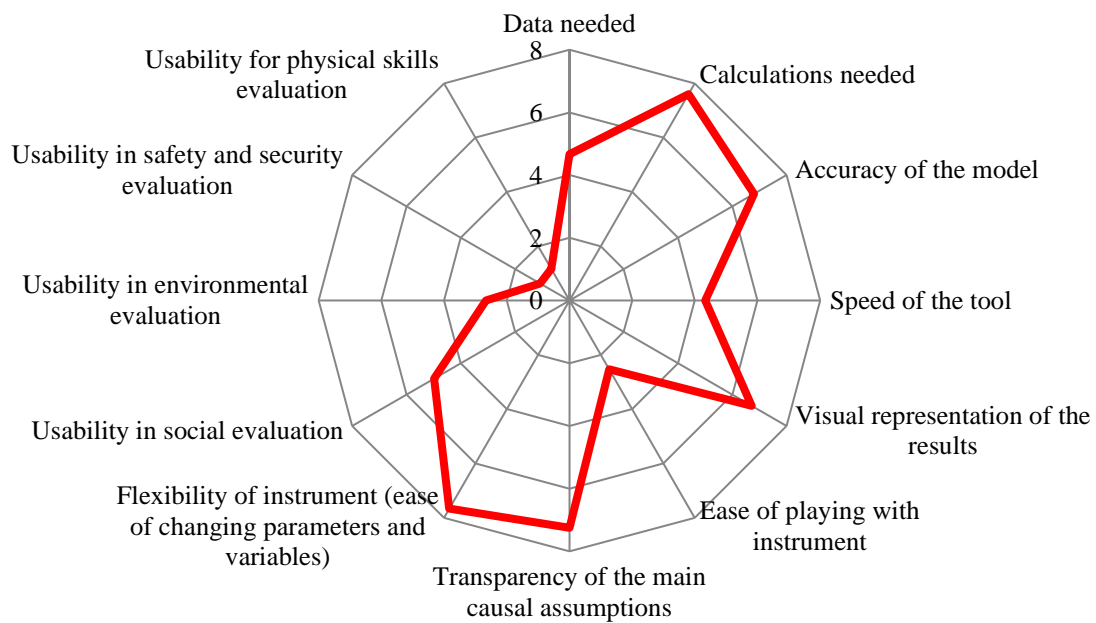 Data needed
8
Usability for physical skills
evaluation
Calculations needed
6
Usability in safety and security
evaluation
4
Accuracy of the model
2
Usability in environmental
evaluation
0
Speed of the tool
Usability in social evaluation
Visual representation of the
results
Flexibility of instrument (ease
of changing parameters and
variables)
Ease of playing with
instrument
Transparency of the main
causal assumptions